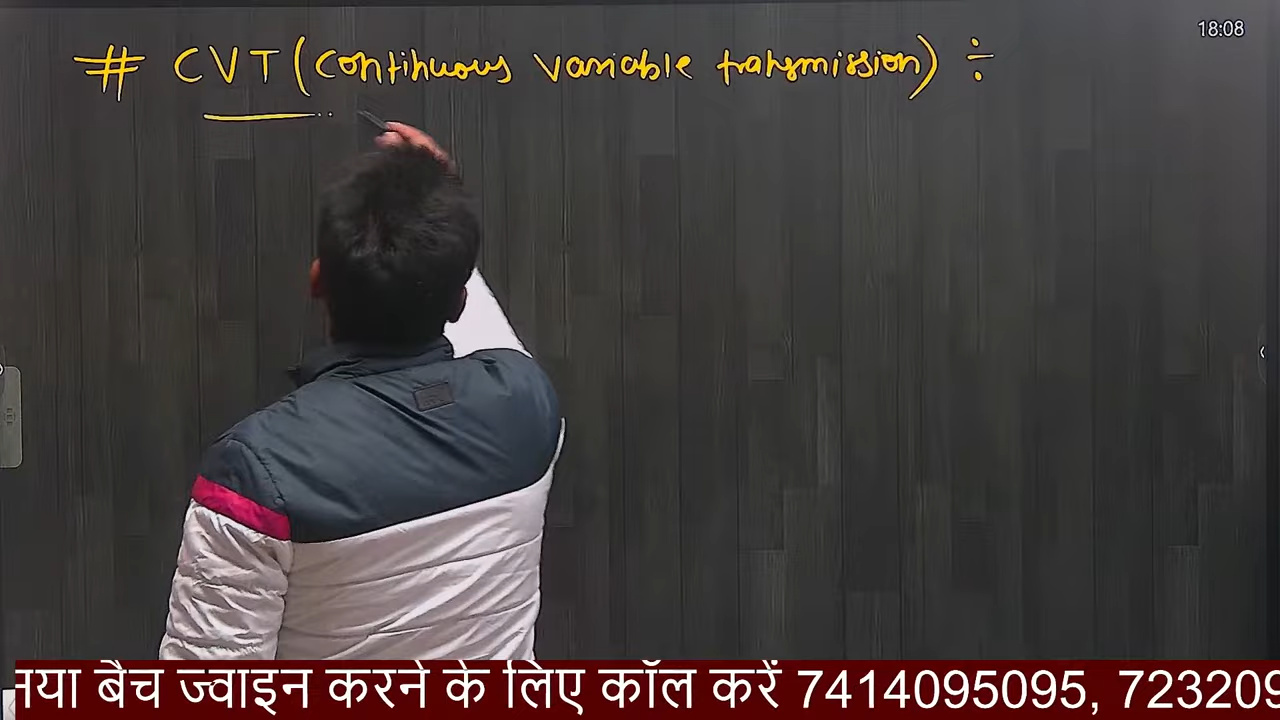 18:08
# CVT (Continuous variable transmission) ÷
नया बैच ज्वाइन करने के लिए कॉल करें 7414095095, 723209